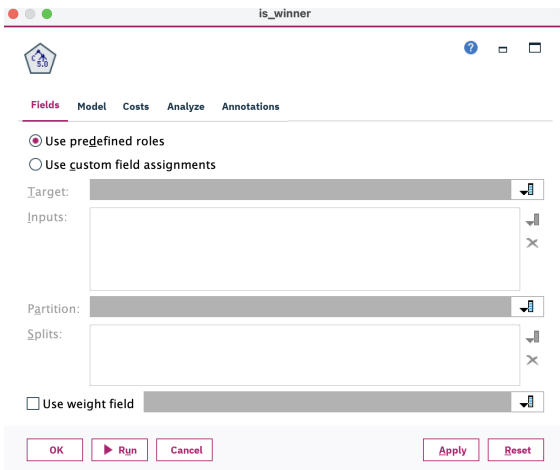 is_winner
C 5.0
?
Fields Model Costs Analyze Annotations
Use predefined roles
Use custom field assignments
Target:
Inputs:
Partition:
Splits:
Use weight field
OK Run Cancel Apply Reset